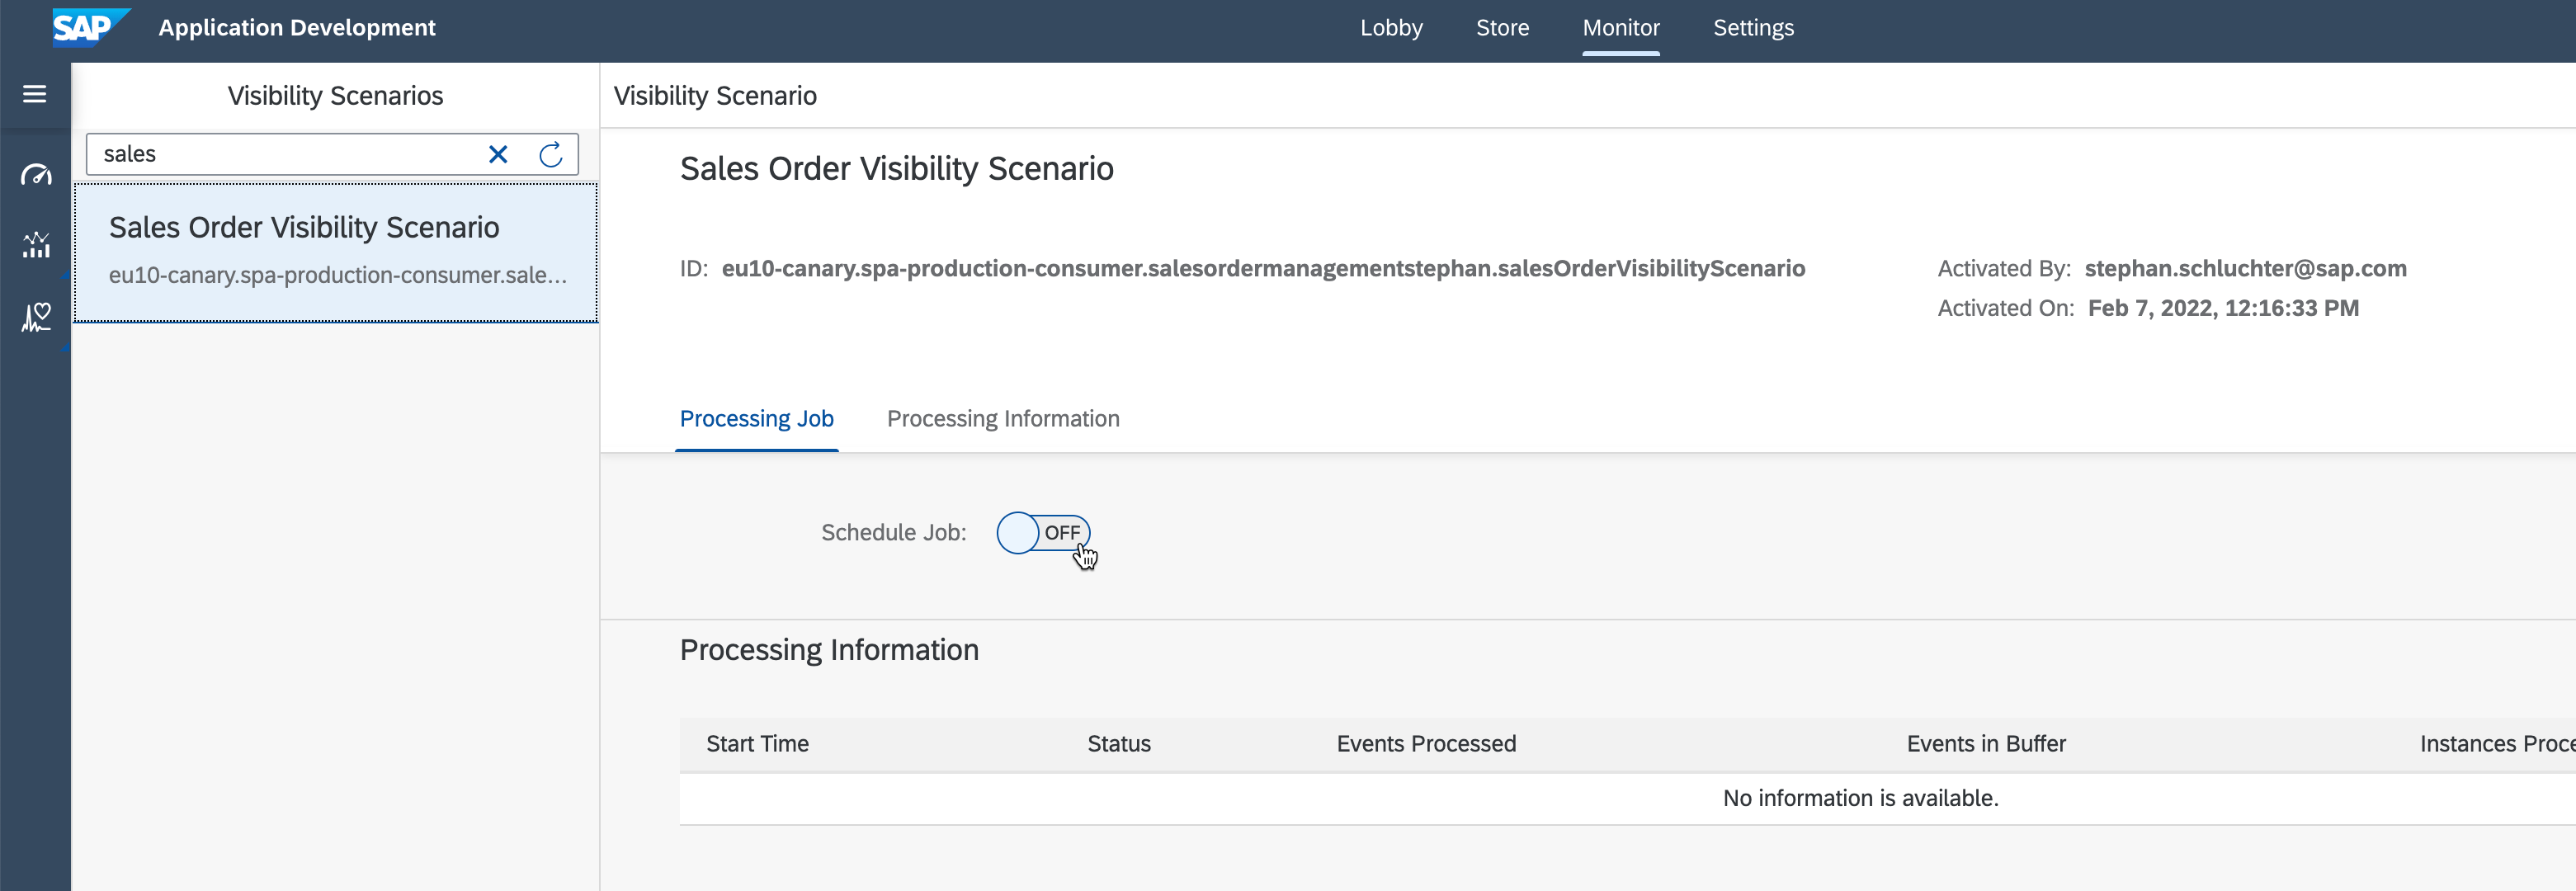 SAP Application Development Lobby Store Monitor Settings
Visibility Scenarios
sales
Sales Order Visibility Scenario
eu10-canary.spa-production-consumer.sale...
Visibility Scenario
Sales Order Visibility Scenario
ID: eu10-canary.spa-production-consumer.salesordermanagementstephan.salesOrderVisibilityScenario
Activated By: stephan.schluchter@sap.com
Activated On: Feb 7, 2022, 12:16:33 PM
Processing Job Processing Information
Schedule Job: OFF
Processing Information
Start Time Status Events Processed Events in Buffer Instances Proce
No information is available.